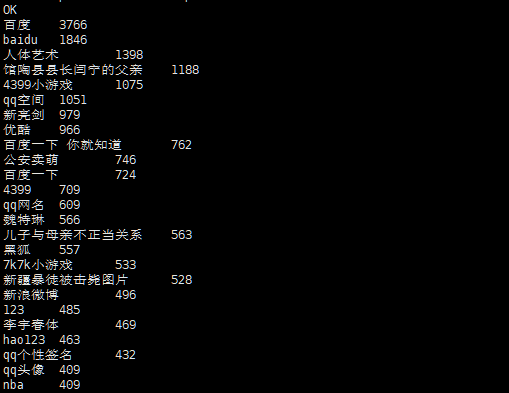 OK
百度 3766
baidu 1846
人体艺术 1398
馆陶县县长闫宁的父亲 1188
4399小游戏 1075
qq空间 1051
新亮剑 979
优酷 966
百度一下 你就知道 762
公安卖萌 746
百度一下 724
4399 709
qq网名 609
魏特琳 566
儿子与母亲不正当关系 563
黑狐 557
7k7k小游戏 533
新疆暴徒被击毙图片 528
新浪微博 496
123 485
李宇春体 469
hao123 463
qq个性签名 432
qq头像 409
nba 409